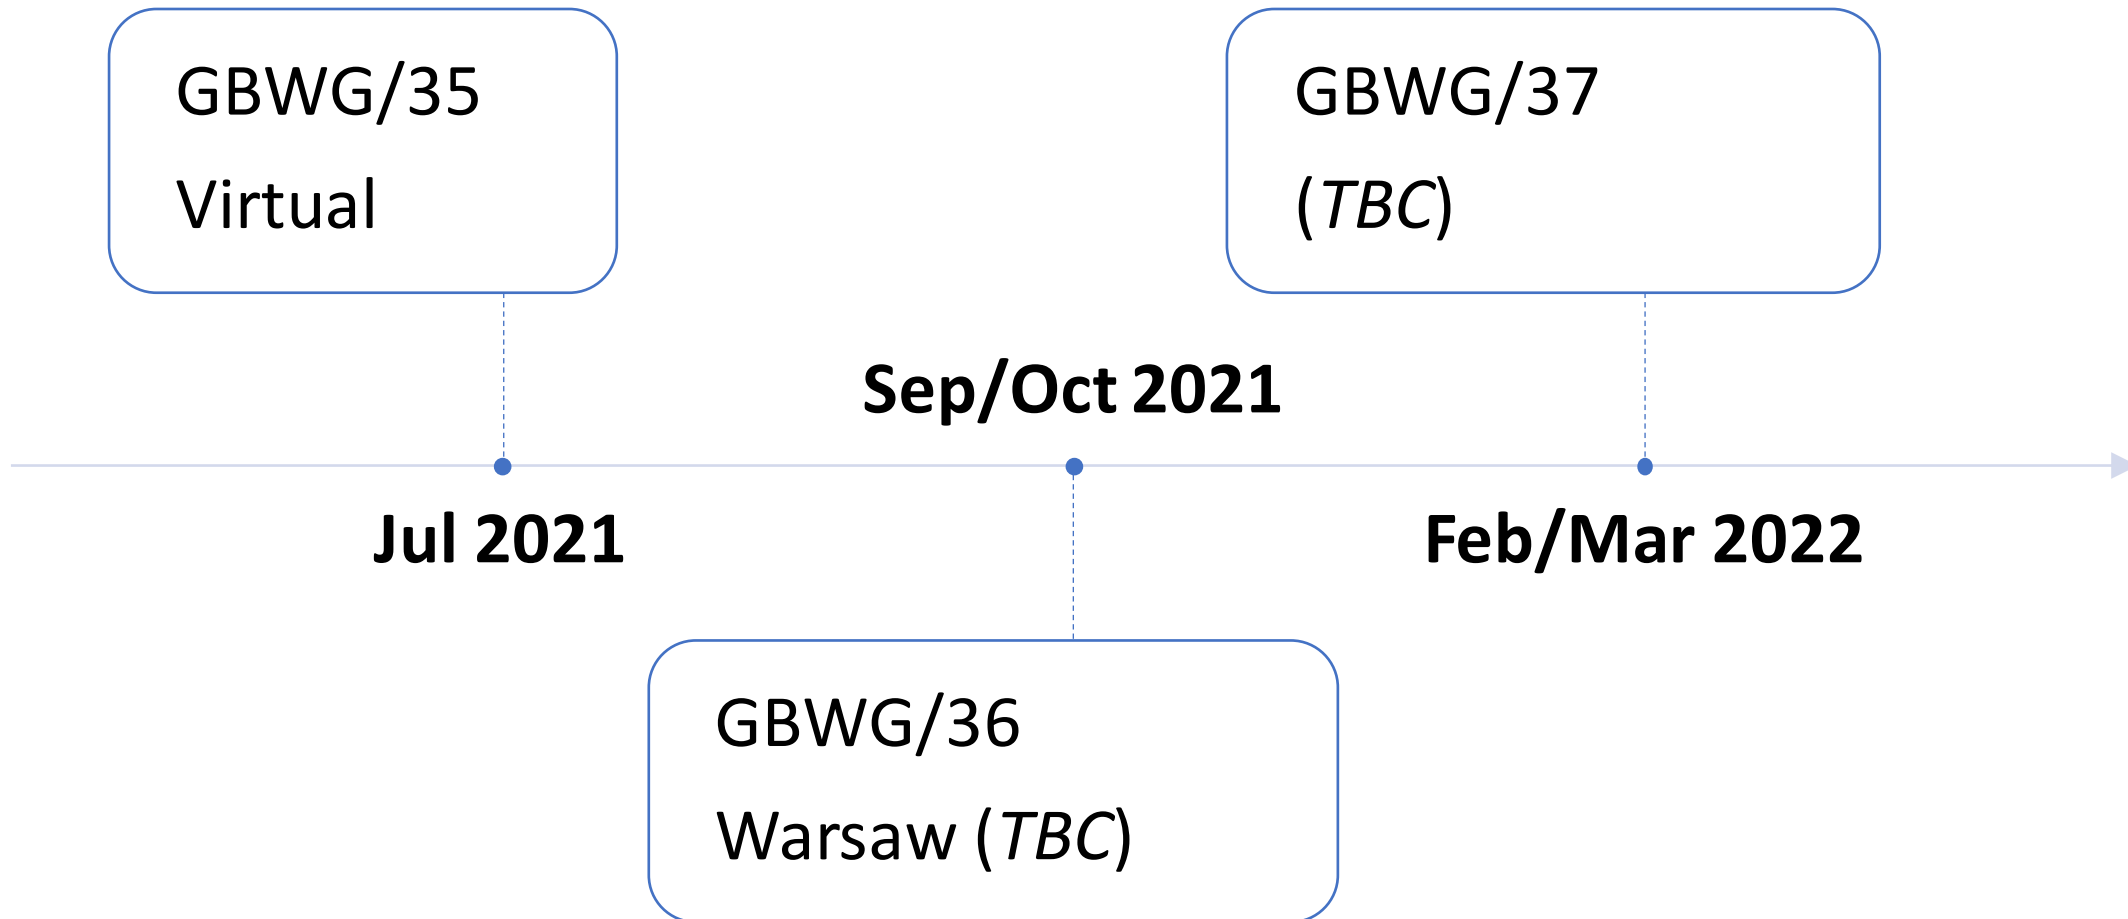 GBWG/35
Virtual
GBWG/37
(TBC)
Sep/Oct 2021
Jul 2021
Feb/Mar 2022
GBWG/36
Warsaw (TBC)